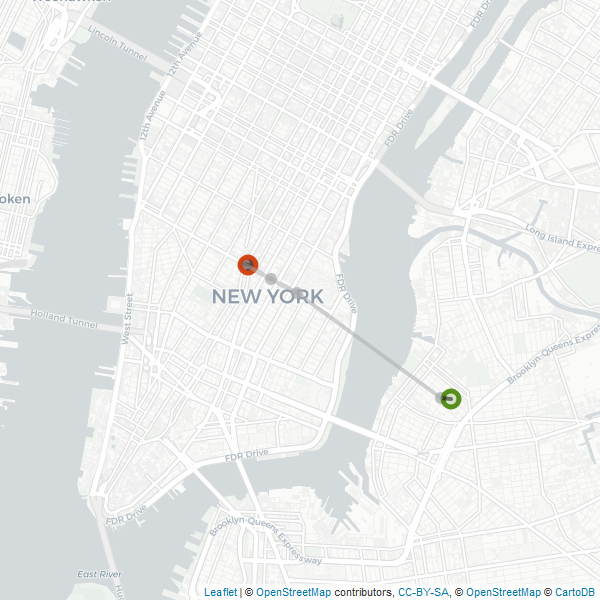 Lincoln Tunnel
12th Avenue
12th Avenue
FDR Drive
FDR Drive
oken
Long Island Expre
NEW YORK
FDR Drive
West Street
Holland Tunnel
Brooklyn-Queens Expres
FDR Drive
FDR Drive
Brooklyn-Queens Expressway
East River
Leaflet | © OpenStreetMap contributors, CC-BY-SA, © OpenStreetMap © CartoDB